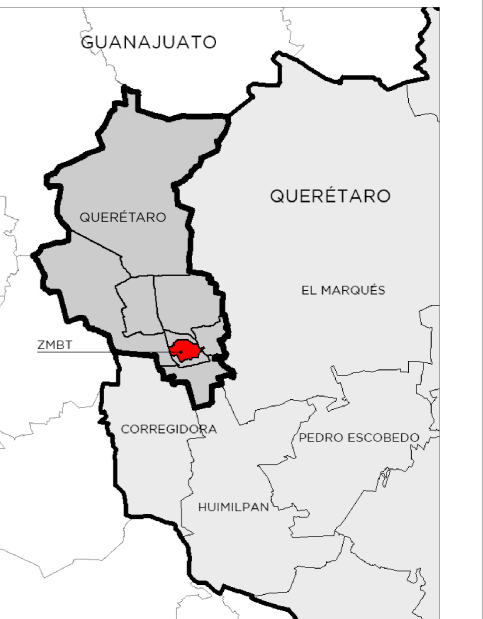 GUANAJUATO
QUERÉTARO
QUERÉTARO
EL MARQUÉS
ZMBT
CORREGIDORA
PEDRO ESCOBEDO
HUIMILPAN